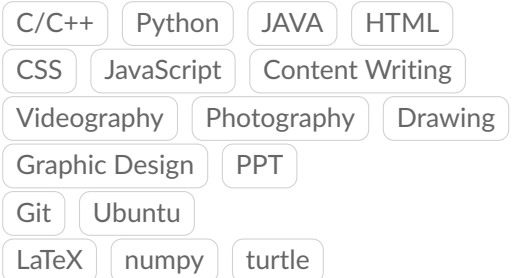 C/C++ Python JAVA HTML
CSS JavaScript Content Writing
Videography Photography Drawing
Graphic Design PPT
Git Ubuntu
LaTeX numpy turtle